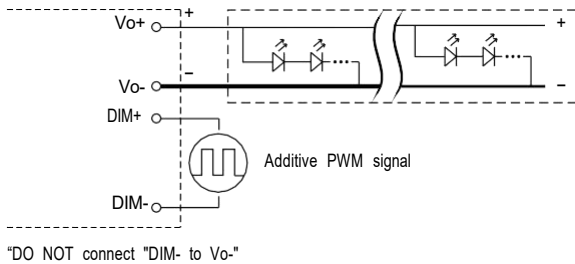 Vo+ + +
Vo- − −
DIM+
Additive PWM signal
DIM-
“DO NOT connect "DIM- to Vo-"